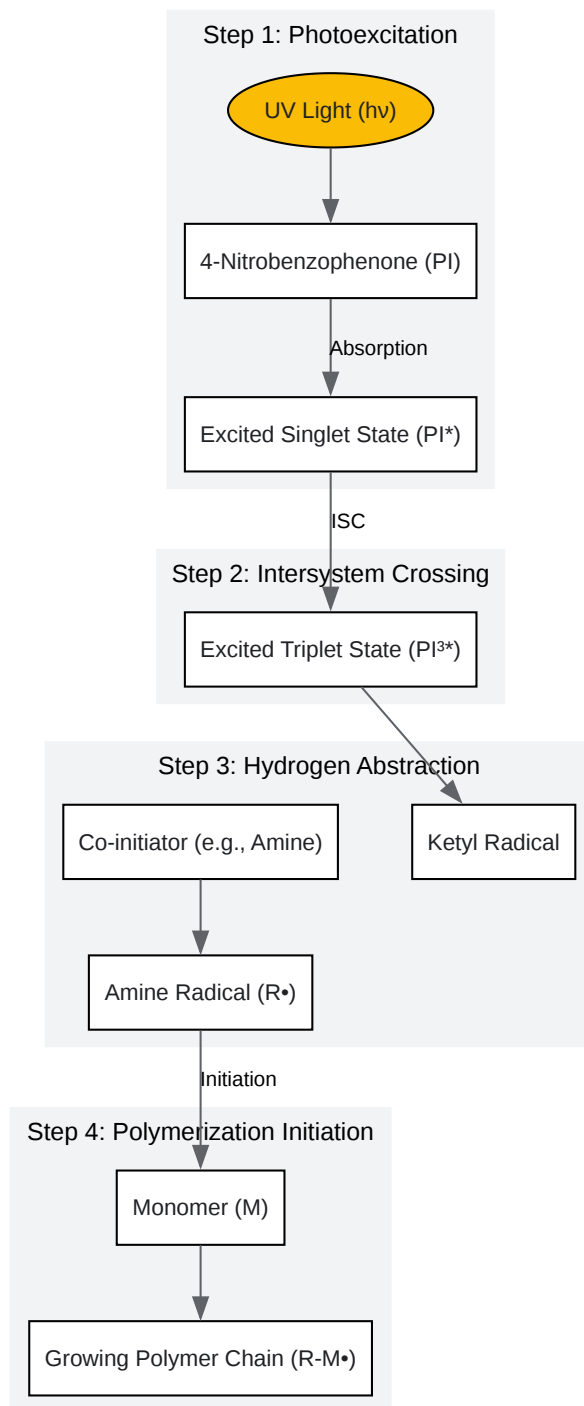 Step 1: Photoexcitation
UV Light (hν)
4-Nitrobenzophenone (PI)
Absorption
Excited Singlet State (PI*)
ISC
Step 2: Intersystem Crossing
Excited Triplet State (PI³*)
Step 3: Hydrogen Abstraction
Co-initiator (e.g., Amine)
Ketyl Radical
Amine Radical (R•)
Initiation
Step 4: Polymerization Initiation
Monomer (M)
Growing Polymer Chain (R-M•)